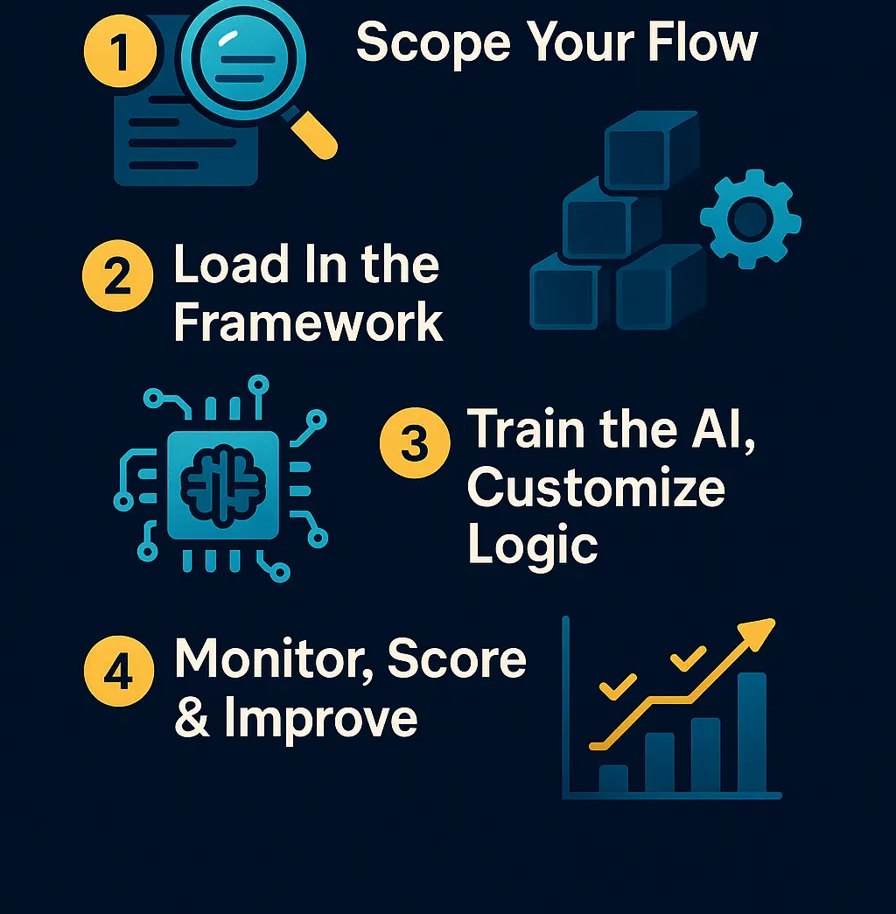 1
Scope Your Flow
2
Load In the
Framework
3
Train the AI,
Customize
Logic
4
Monitor, Score
& Improve